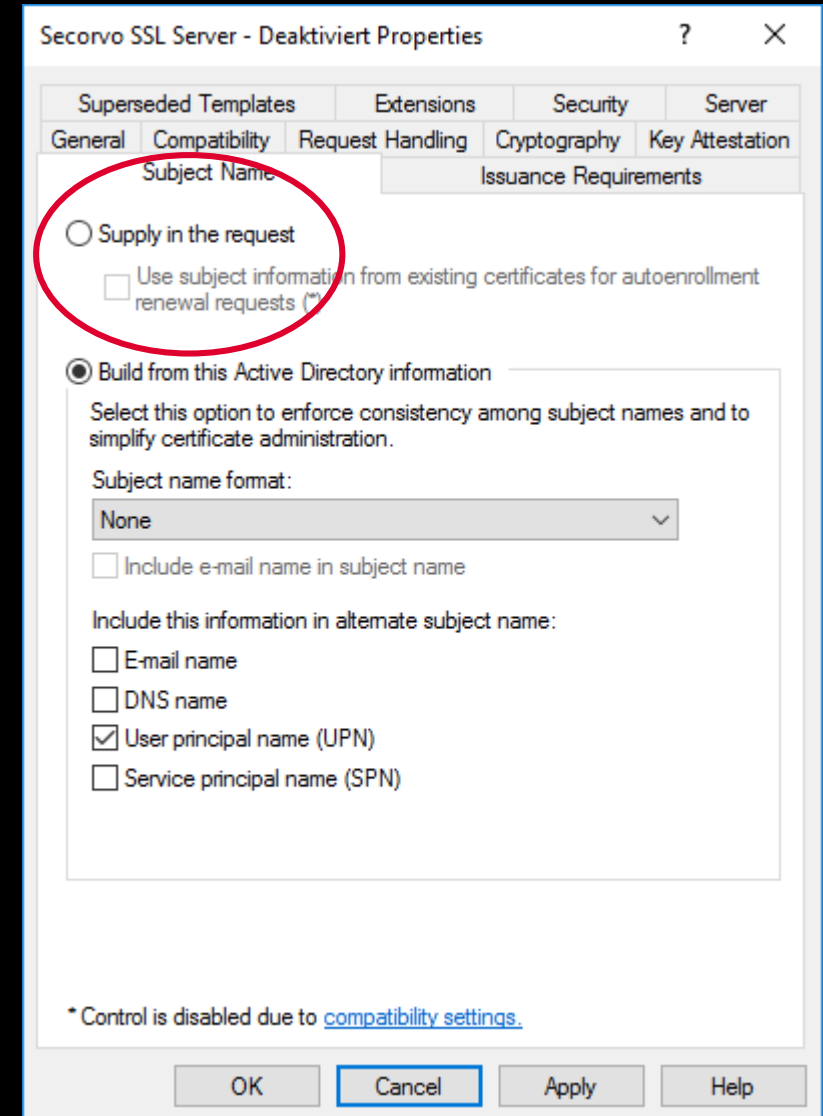 Secorvo SSL Server - Deaktiviert Properties ? ×
Superseded Templates Extensions Security Server
General Compatibility Request Handling Cryptography Key Attestation
Subject Name Issuance Requirements
Supply in the request
Use subject information from existing certificates for autoenrollment
renewal requests (*)
Build from this Active Directory information
Select this option to enforce consistency among subject names and to
simplify certificate administration.
Subject name format:
None
Include e-mail name in subject name
Include this information in alternate subject name:
E-mail name
DNS name
User principal name (UPN)
Service principal name (SPN)
* Control is disabled due to compatibility settings.
OK Cancel Apply Help